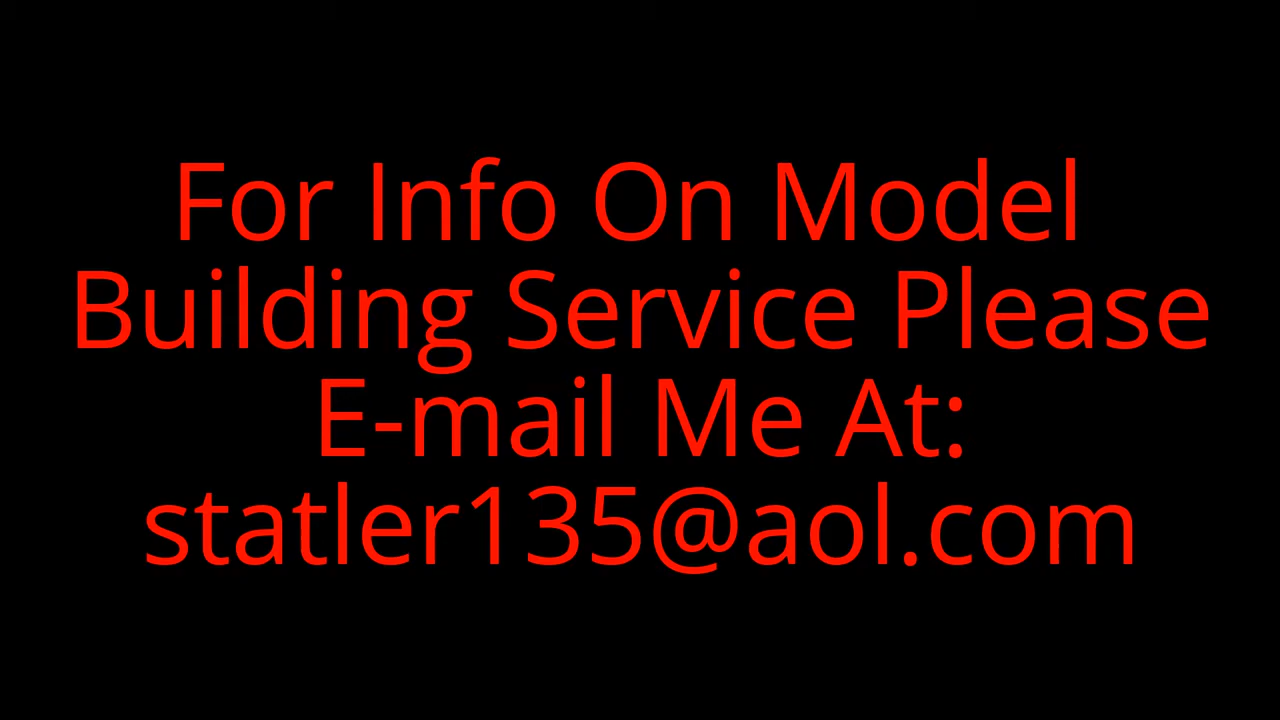 For Info On Model
Building Service Please
E-mail Me At:
statler135@aol.com